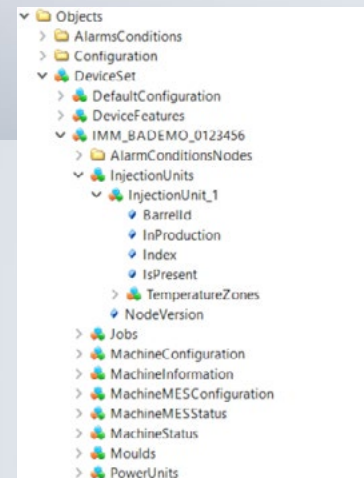 Objects
AlarmsConditions
Configuration
DeviceSet
DefaultConfiguration
DeviceFeatures
IMM_BADEMO_0123456
AlarmConditionsNodes
InjectionUnits
InjectionUnit_1
BarrelId
InProduction
Index
IsPresent
TemperatureZones
NodeVersion
Jobs
MachineConfiguration
MachineInformation
MachineMESConfiguration
MachineMESStatus
MachineStatus
Moulds
PowerUnits